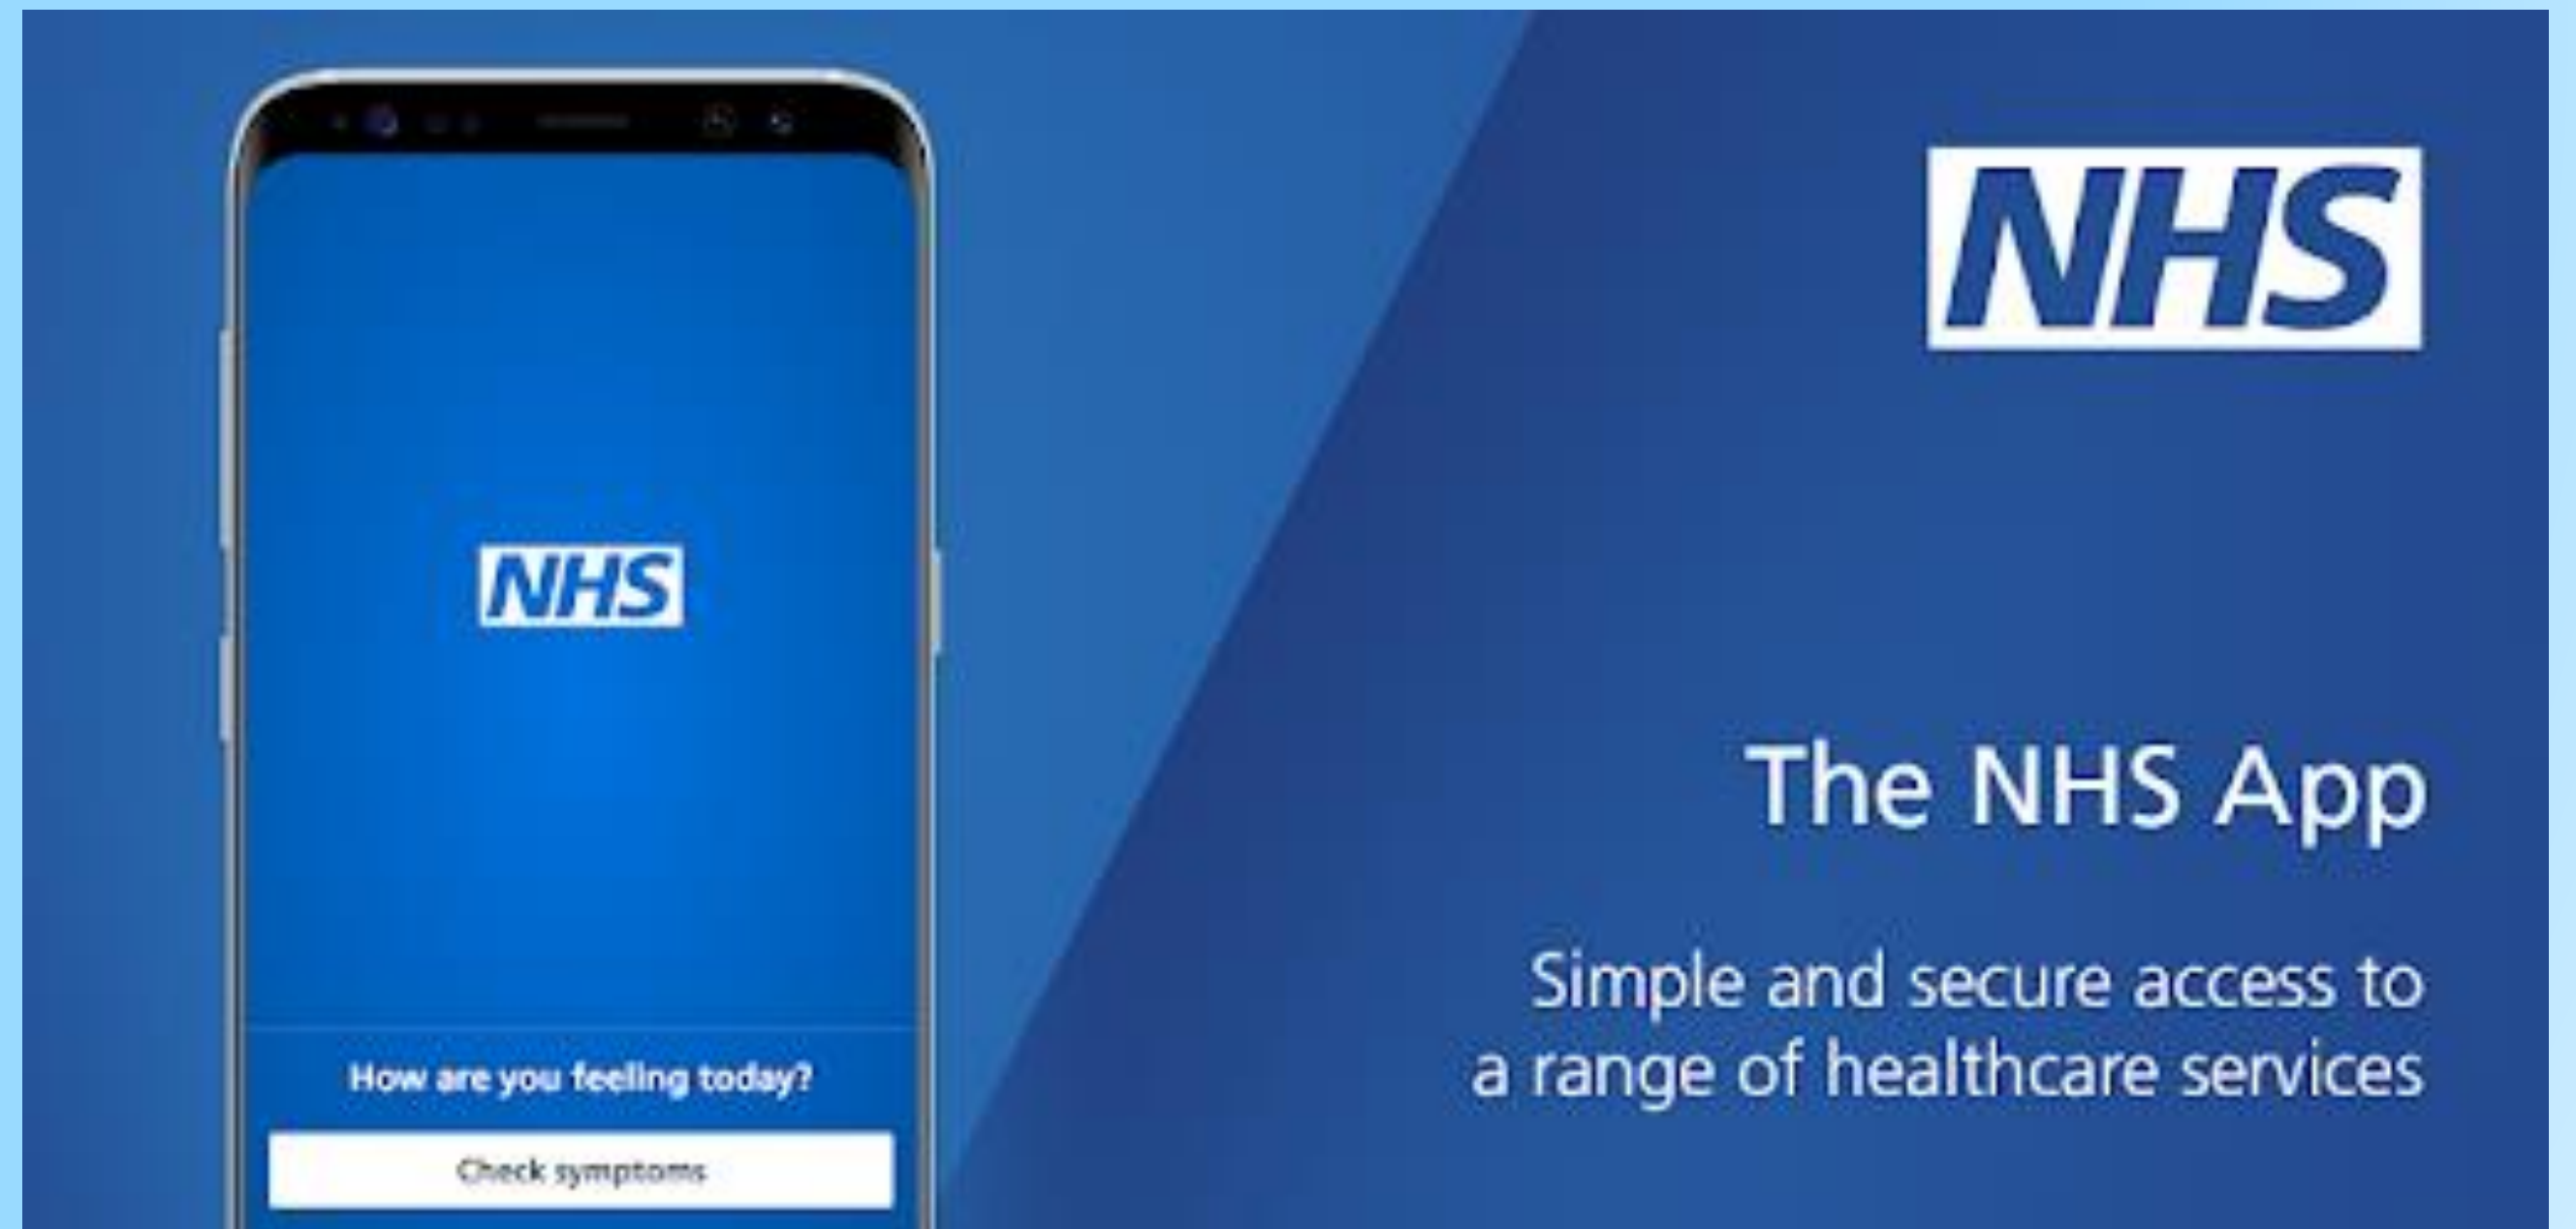 NHS
NHS
How are you feeling today?
Check symptoms
The NHS App
Simple and secure access to
a range of healthcare services